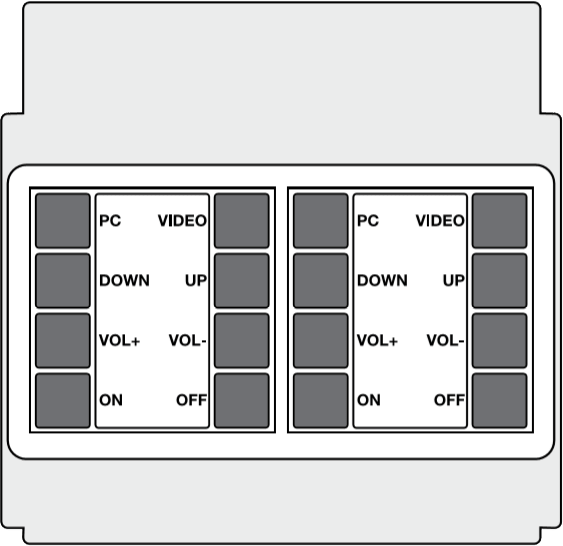 PC VIDEO PC VIDEO
DOWN UP DOWN UP
VOL+ VOL- VOL+ VOL-
ON OFF ON OFF